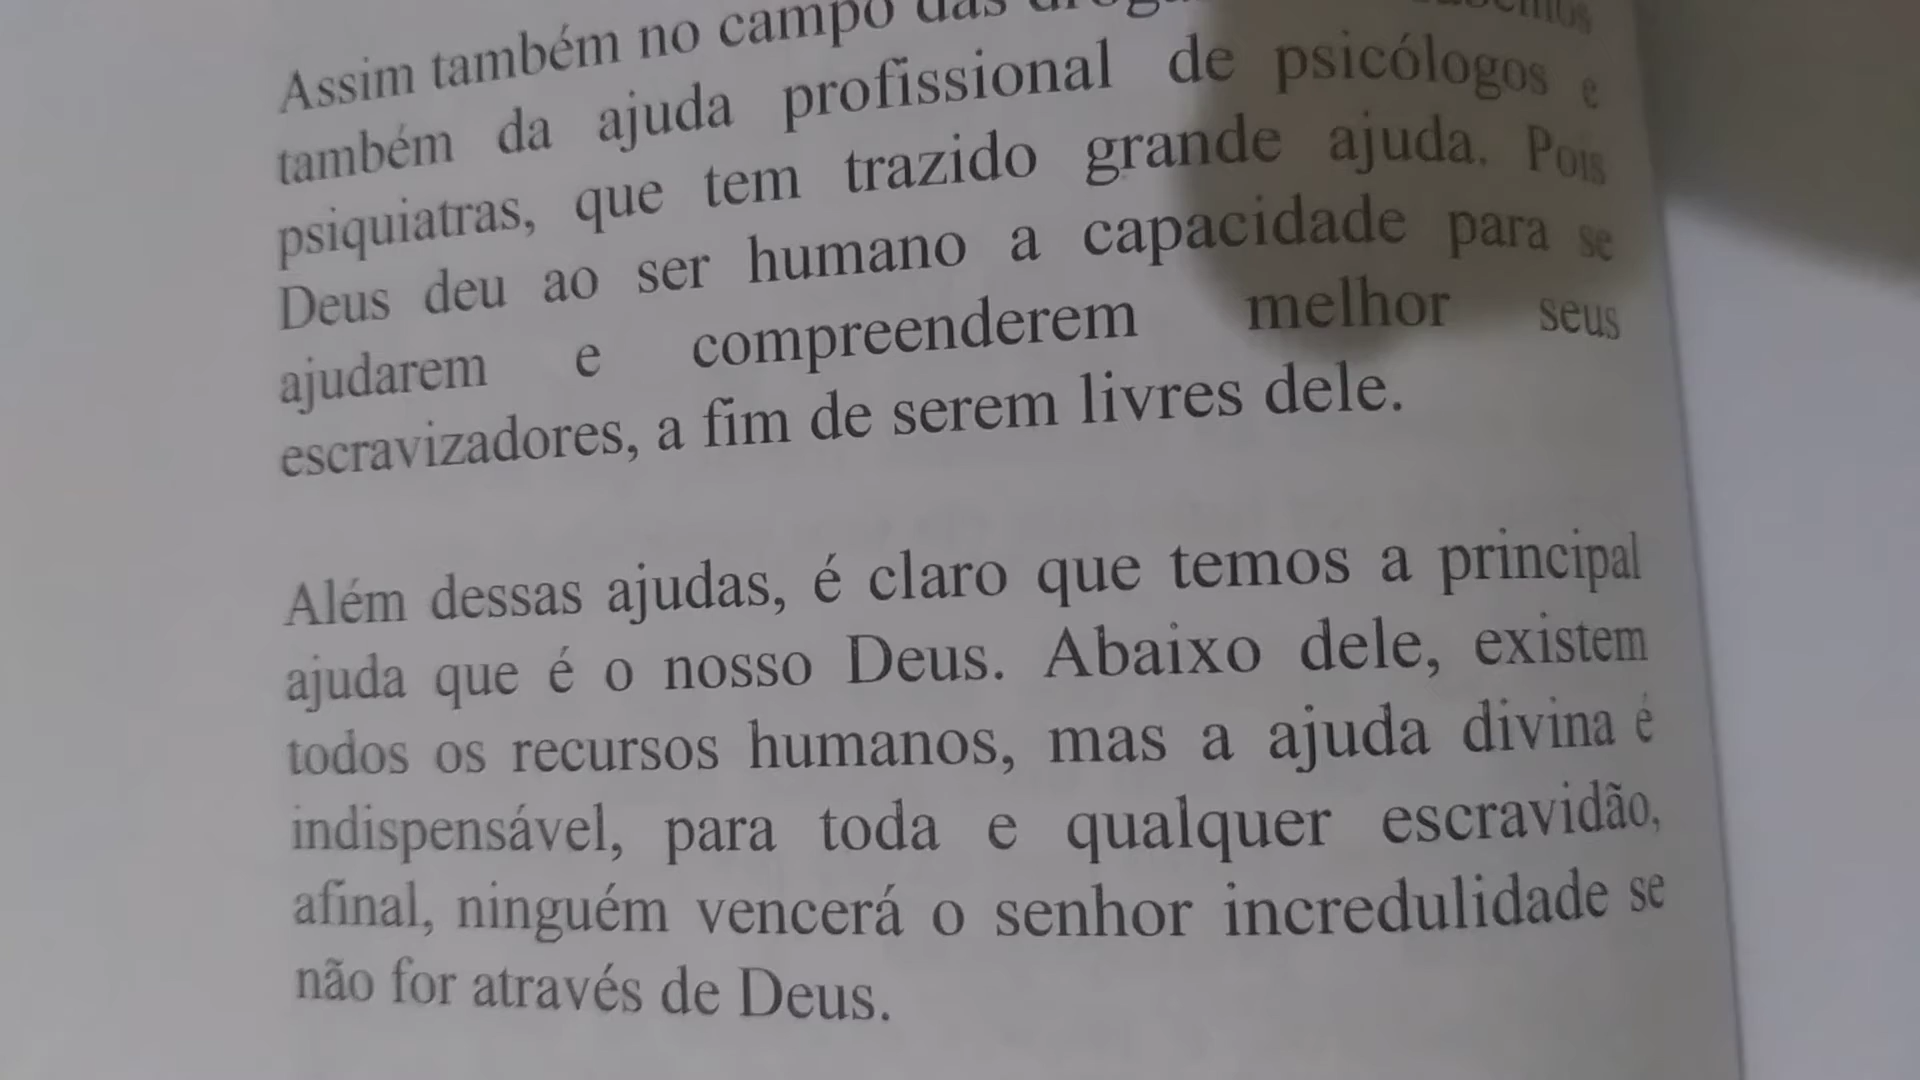 Assim também no campo das
também da ajuda profissional de psicólogos e
psiquiatras, que tem trazido grande ajuda. Pois
Deus deu ao ser humano a capacidade para se
ajudarem e compreenderem melhor seus
escravizadores, a fim de serem livres dele.
Além dessas ajudas, é claro que temos a principal
ajuda que é o nosso Deus. Abaixo dele, existem
todos os recursos humanos, mas a ajuda divina é
indispensável, para toda e qualquer escravidão,
afinal, ninguém vencerá o senhor incredulidade se
não for através de Deus.